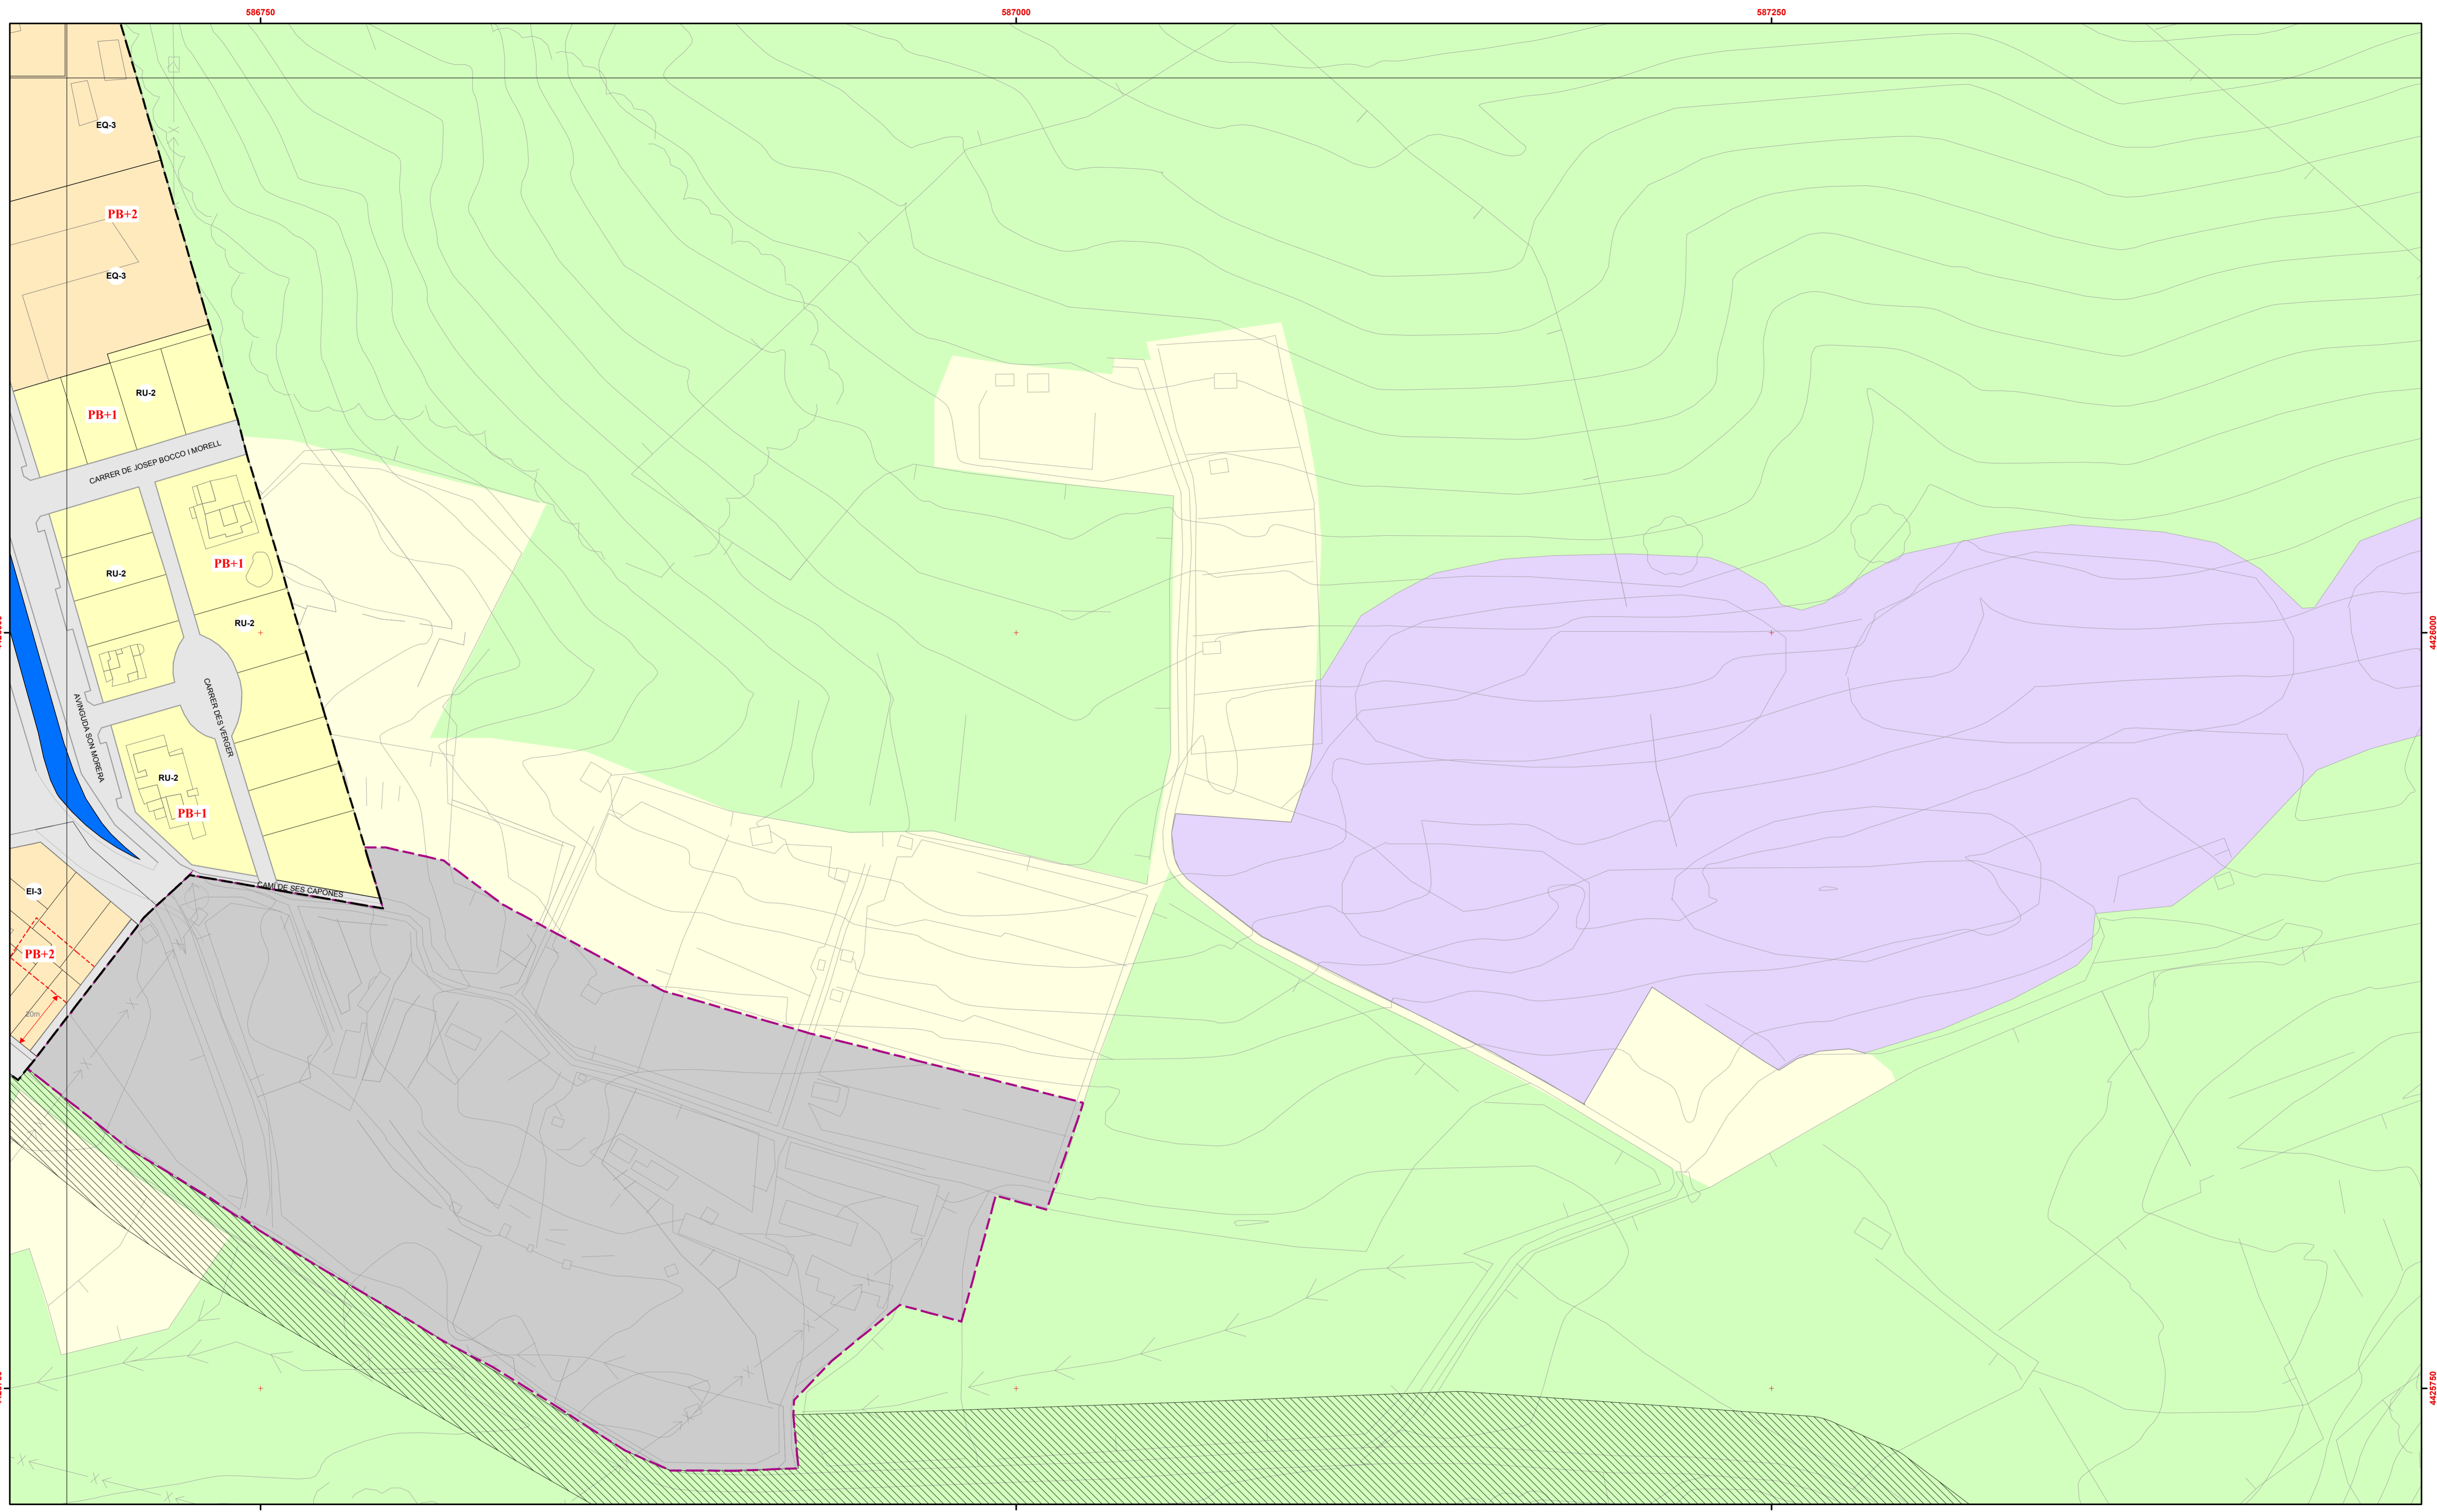 586750
587000
587250
EQ-3
PB+2
EQ-3
RU-2
PB+1
CARRER DE JOSEP BOCCO I MORELL
PB+1
RU-2
RU-2
4426000
AVINGUDA SON MORERA
CARRER DES VERGER
RU-2
PB+1
CAMÍ DE SES CAPONES
EI-3
PB+2
20m
4425750